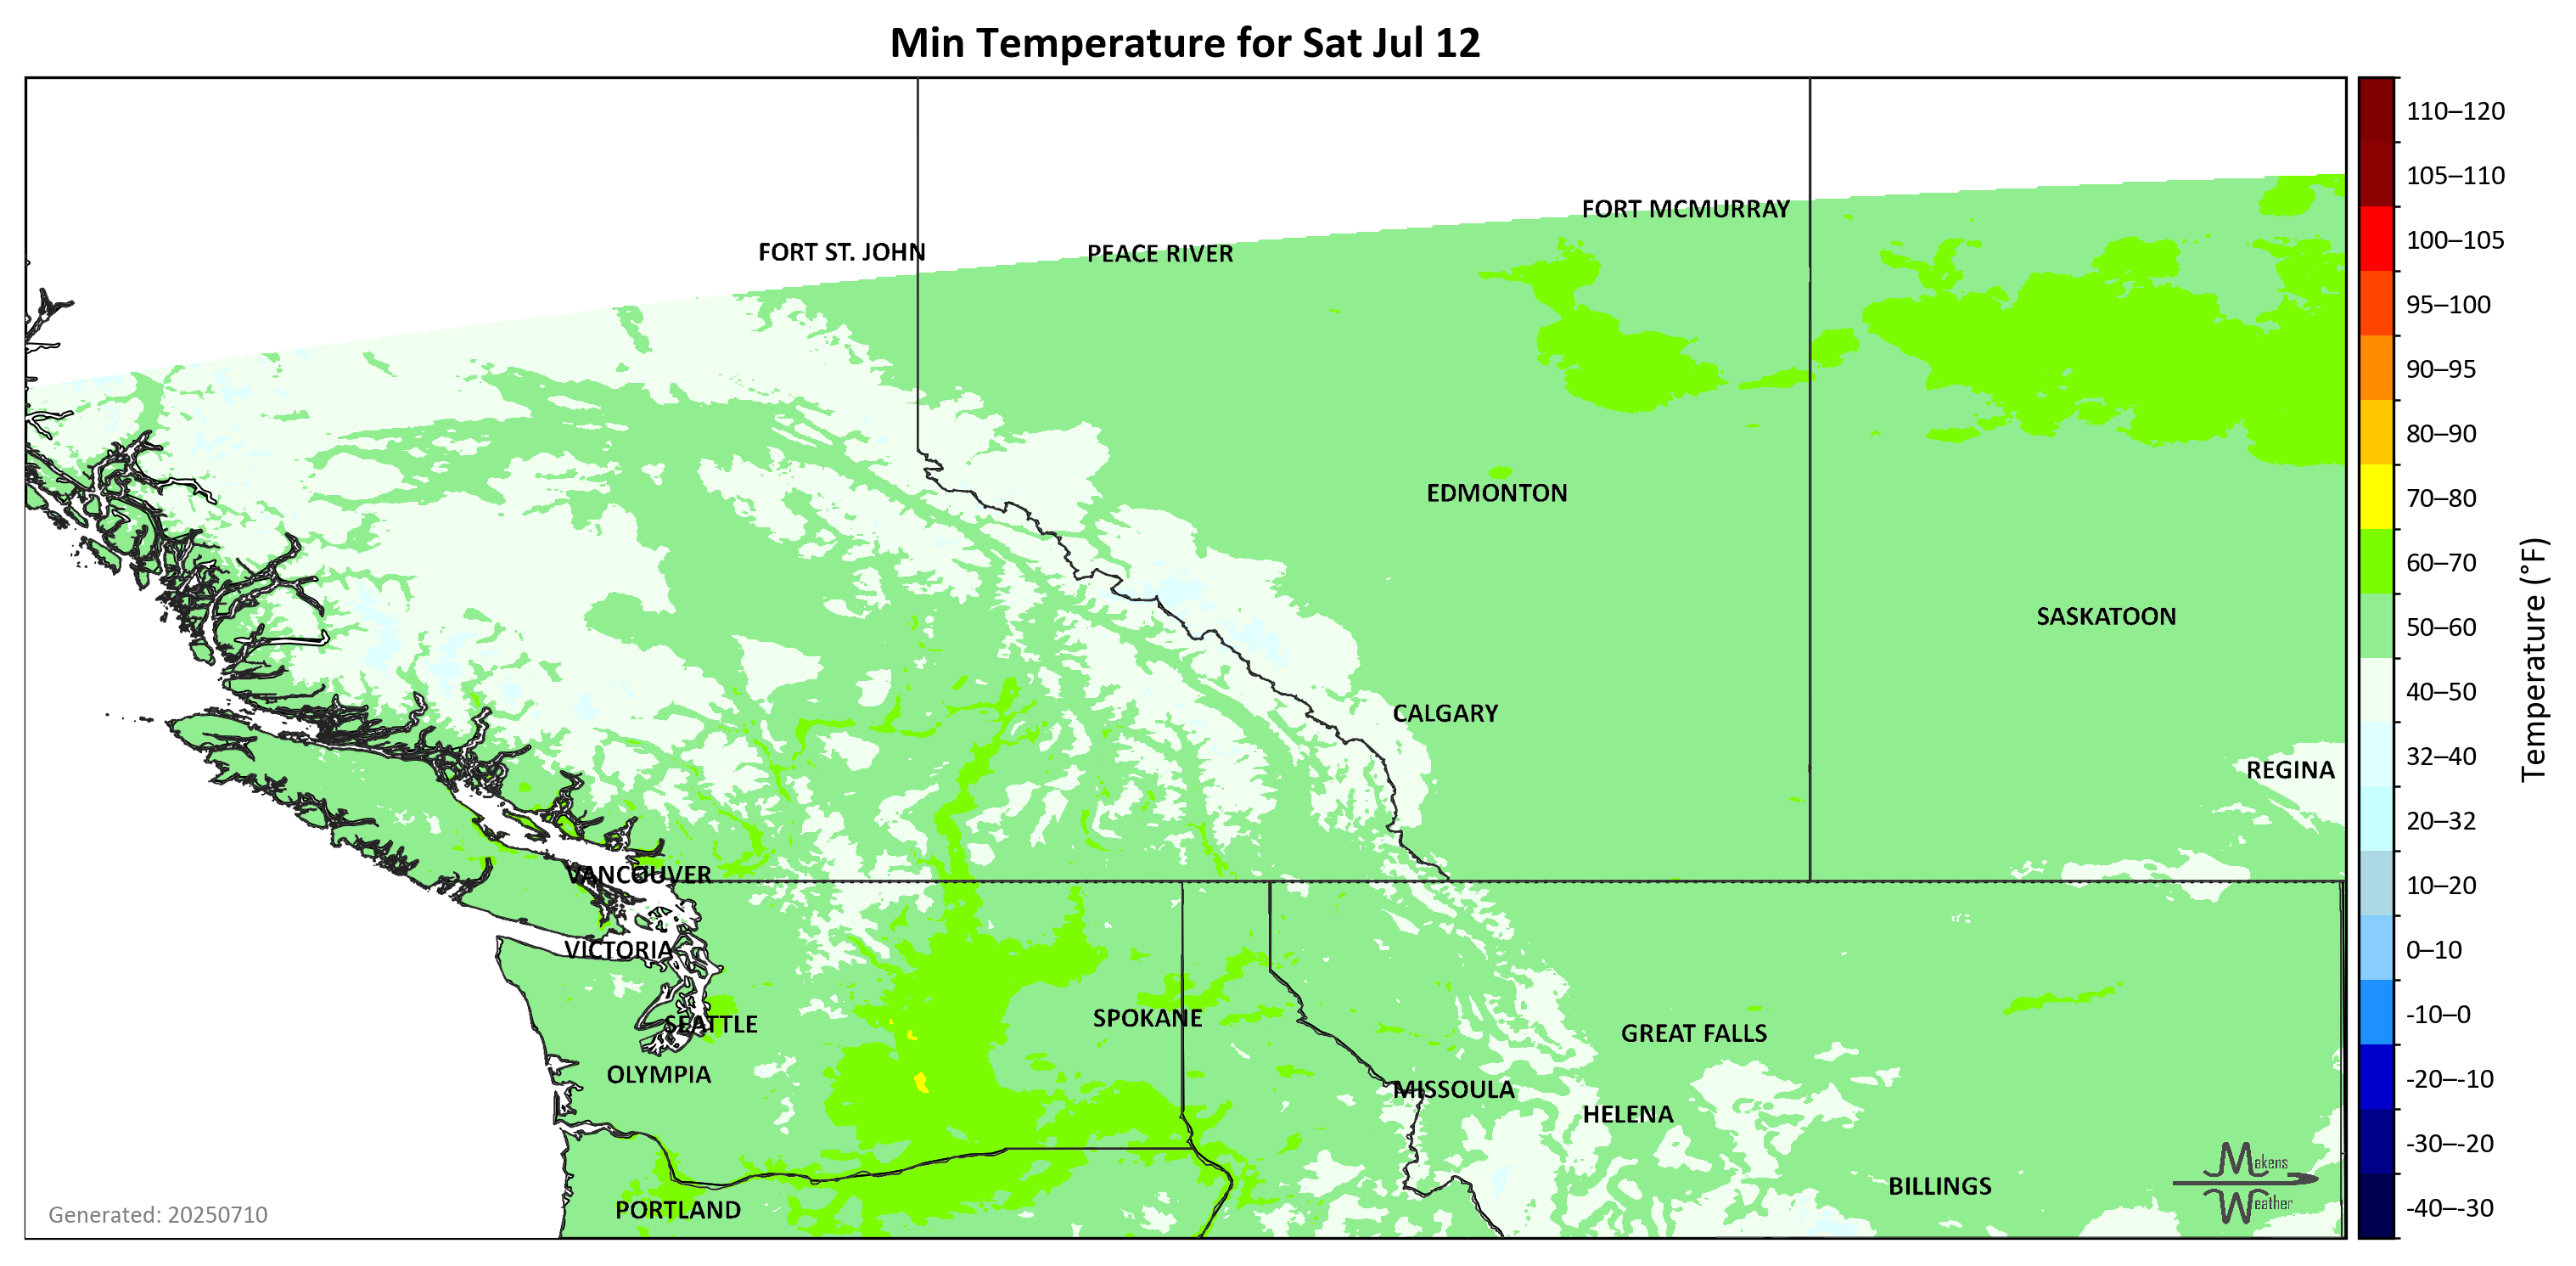 Min Temperature for Sat Jul 12
FORT MCMURRAY
FORT ST. JOHN
PEACE RIVER
EDMONTON
SASKATOON
CALGARY
REGINA
VANCOUVER
VICTORIA
SEATTLE
SPOKANE
GREAT FALLS
OLYMPIA
MISSOULA
HELENA
BILLINGS
PORTLAND
Makens
Weather
Generated: 20250710
110–120
105–110
100–105
95–100
90–95
80–90
70–80
60–70
50–60
40–50
32–40
20–32
10–20
0–10
-10–0
-20–-10
-30–-20
-40–-30
Temperature (°F)